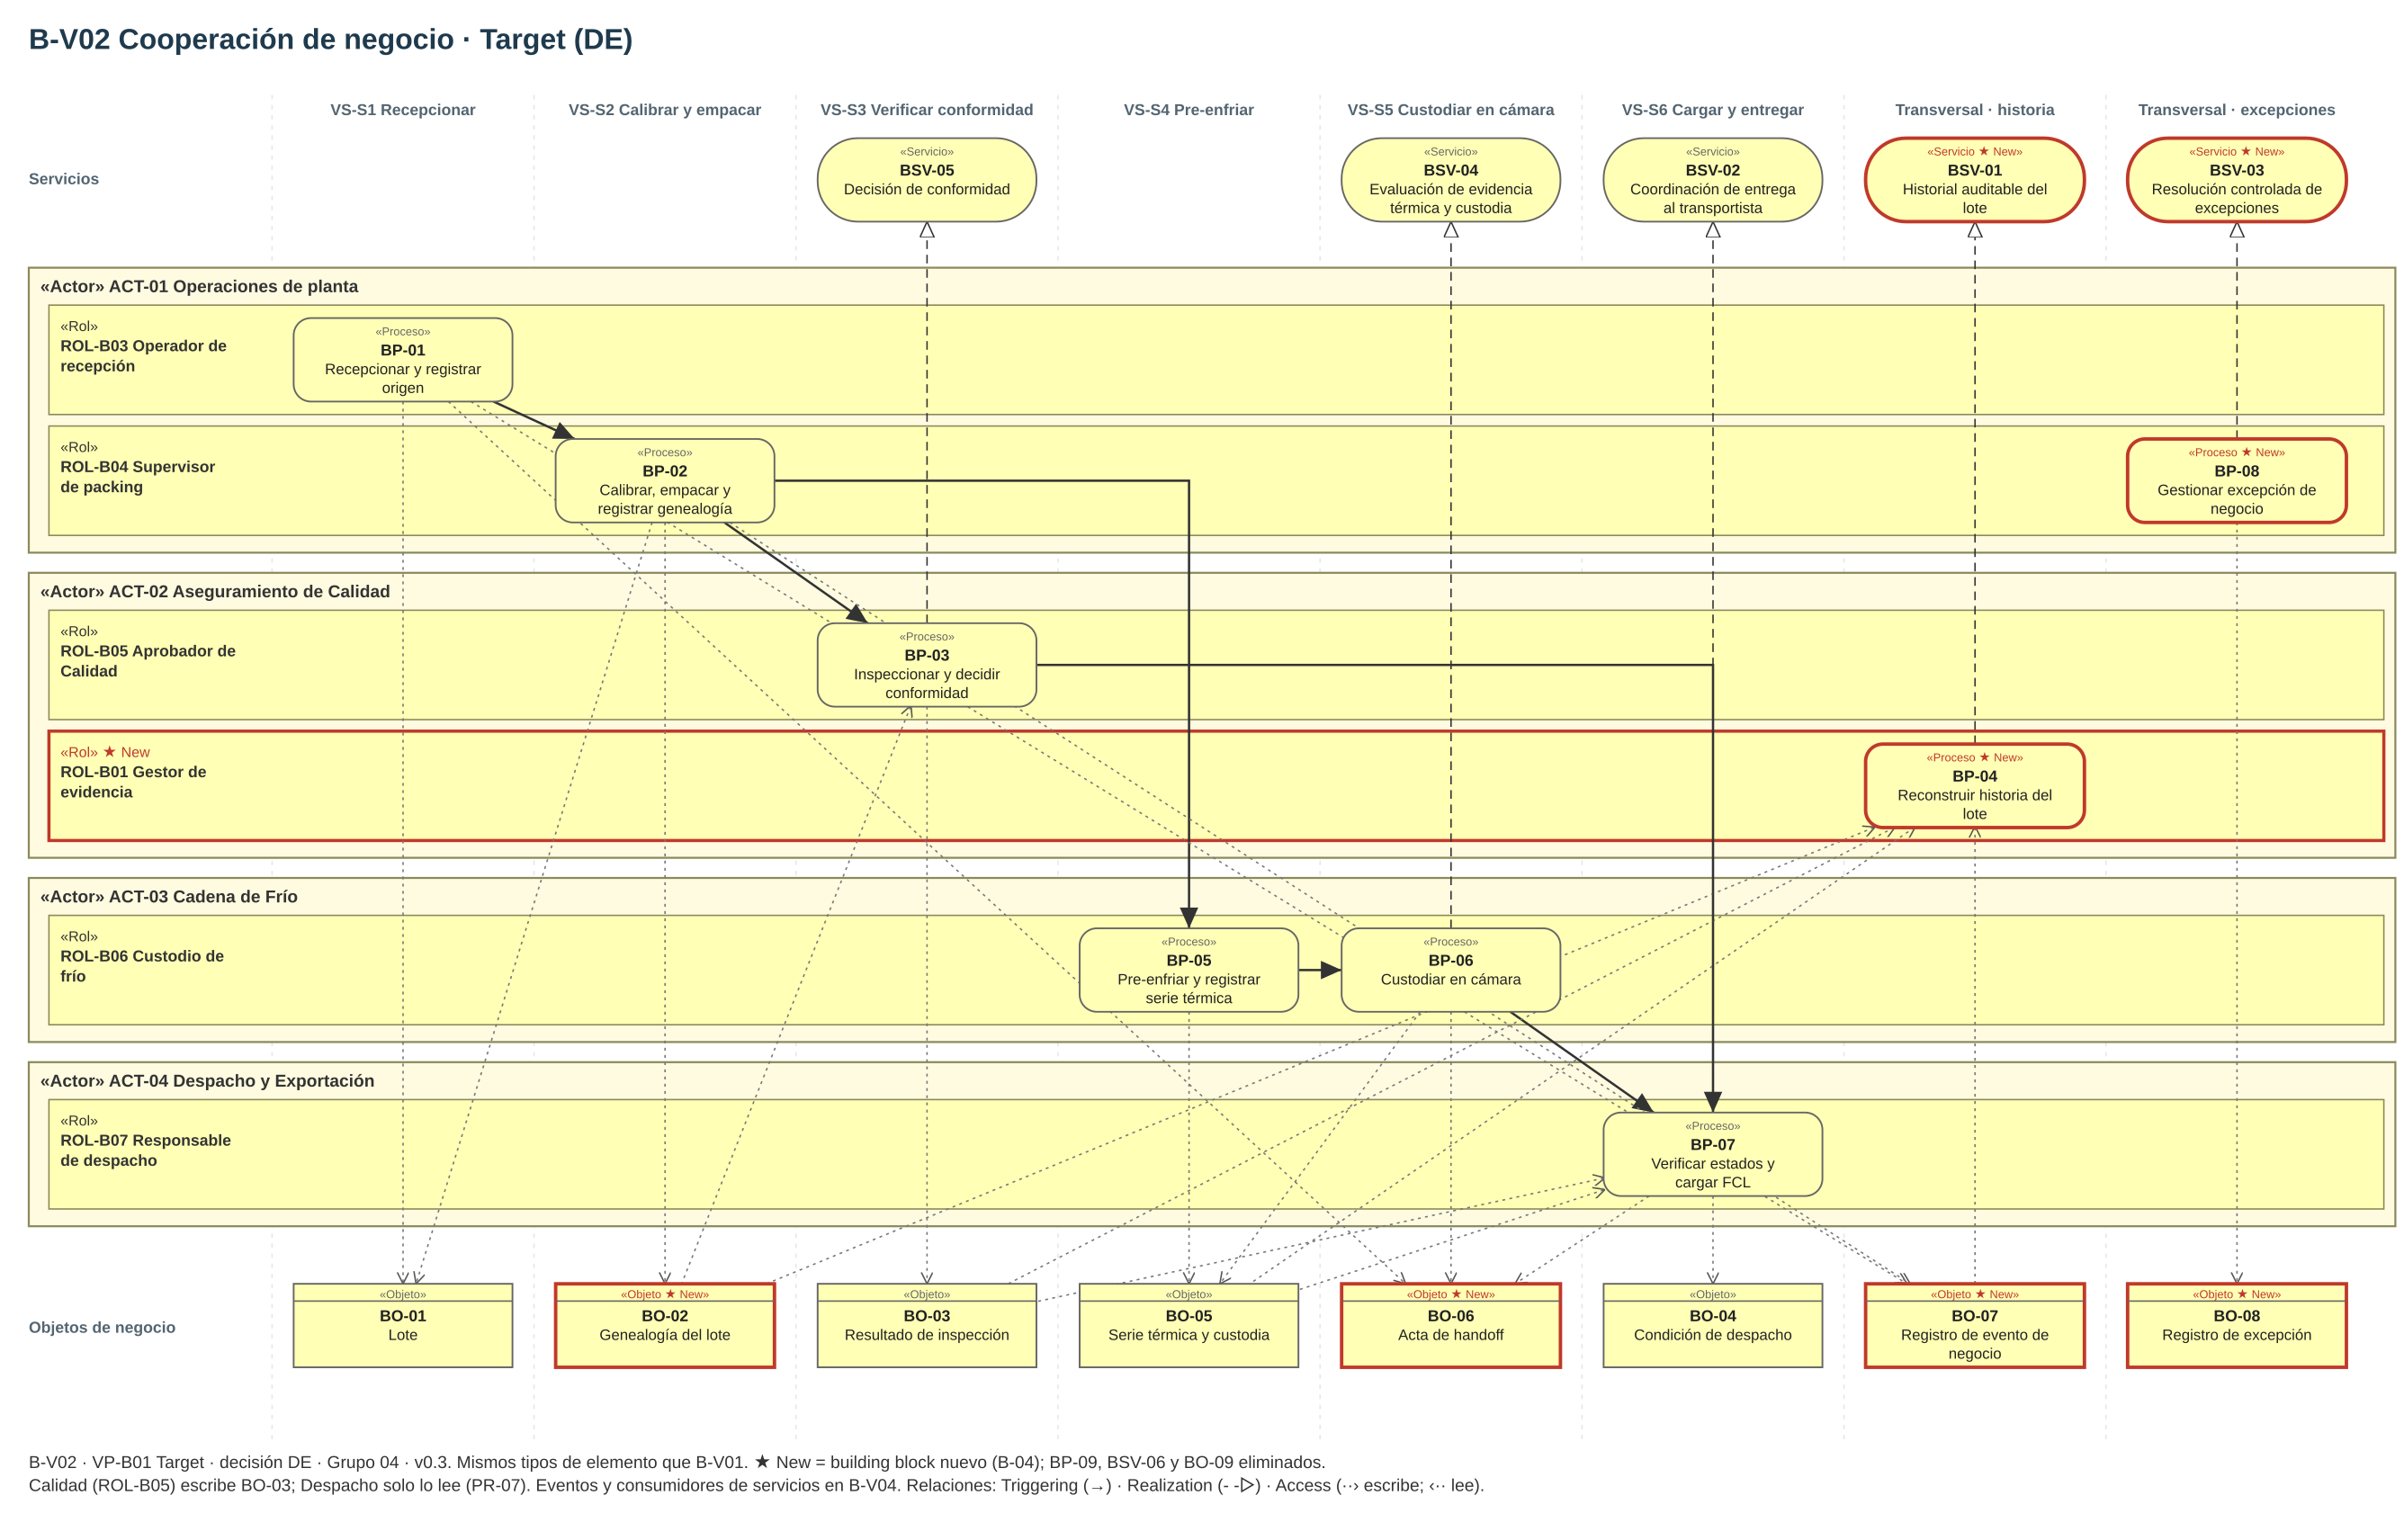 B-V02 Cooperación de negocio · Target (DE)
VS-S1 Recepcionar
VS-S2 Calibrar y empacar
VS-S3 Verificar conformidad
VS-S4 Pre-enfriar
VS-S5 Custodiar en cámara
VS-S6 Cargar y entregar
Transversal · historia
Transversal · excepciones
Servicios
«Servicio»
BSV-05
Decisión de conformidad
«Servicio»
BSV-04
Evaluación de evidencia
térmica y custodia
«Servicio»
BSV-02
Coordinación de entrega
al transportista
«Servicio ★ New»
BSV-01
Historial auditable del
lote
«Servicio ★ New»
BSV-03
Resolución controlada de
excepciones
«Actor» ACT-01 Operaciones de planta
«Rol»
ROL-B03 Operador de
recepción
«Proceso»
BP-01
Recepcionar y registrar
origen
«Rol»
ROL-B04 Supervisor
de packing
«Proceso»
BP-02
Calibrar, empacar y
registrar genealogía
«Proceso ★ New»
BP-08
Gestionar excepción de
negocio
«Actor» ACT-02 Aseguramiento de Calidad
«Rol»
ROL-B05 Aprobador de
Calidad
«Proceso»
BP-03
Inspeccionar y decidir
conformidad
«Rol» ★ New
ROL-B01 Gestor de
evidencia
«Proceso ★ New»
BP-04
Reconstruir historia del
lote
«Actor» ACT-03 Cadena de Frío
«Rol»
ROL-B06 Custodio de
frío
«Proceso»
BP-05
Pre-enfriar y registrar
serie térmica
«Proceso»
BP-06
Custodiar en cámara
«Actor» ACT-04 Despacho y Exportación
«Rol»
ROL-B07 Responsable
de despacho
«Proceso»
BP-07
Verificar estados y
cargar FCL
Objetos de negocio
«Objeto»
BO-01
Lote
«Objeto ★ New»
BO-02
Genealogía del lote
«Objeto»
BO-03
Resultado de inspección
«Objeto»
BO-05
Serie térmica y custodia
«Objeto ★ New»
BO-06
Acta de handoff
«Objeto»
BO-04
Condición de despacho
«Objeto ★ New»
BO-07
Registro de evento de
negocio
«Objeto ★ New»
BO-08
Registro de excepción
B-V02 · VP-B01 Target · decisión DE · Grupo 04 · v0.3. Mismos tipos de elemento que B-V01. ★ New = building block nuevo (B-04); BP-09, BSV-06 y BO-09 eliminados.
Calidad (ROL-B05) escribe BO-03; Despacho solo lo lee (PR-07). Eventos y consumidores de servicios en B-V04. Relaciones: Triggering (→) · Realization (- -▷) · Access (··› escribe; ‹·· lee).